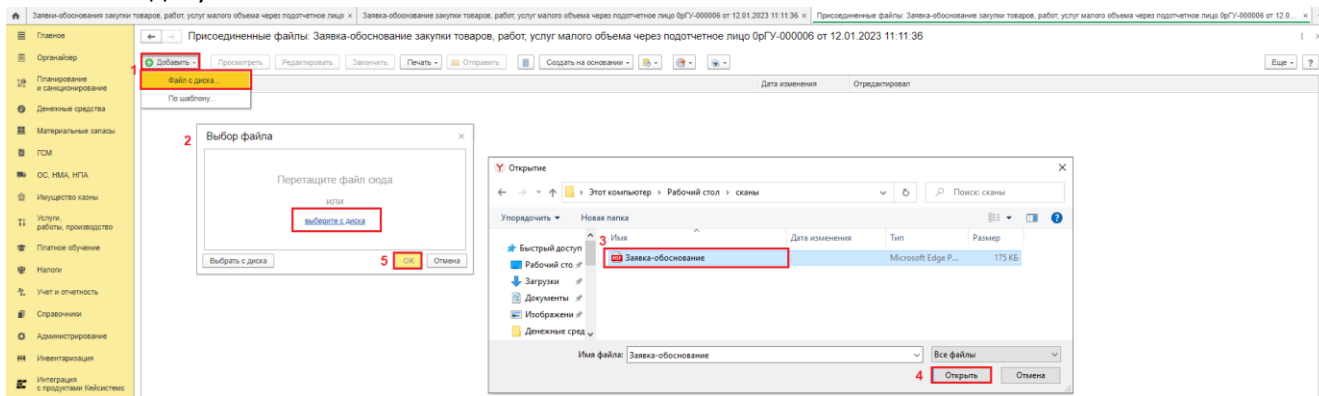 Заявки-обоснования закупки товаров, работ, услуг малого объема через подотчетное лицо ×
Заявка-обоснование закупки товаров, работ, услуг малого объема через подотчетное лицо 0рГУ-000006 от 12.01.2023 11:11:36 ×
Присоединенные файлы: Заявка-обоснование закупки товаров, работ, услуг малого объема через подотчетное лицо 0рГУ-000006 от 12.0... ×
Главное
Органайзер
Планирование
и санкционирование
Денежные средства
Материальные запасы
ГСМ
ОС, НМА, НПА
Имущество казны
Услуги,
работы, производство
Платное обучение
Налоги
Учет и отчетность
Справочники
Администрирование
Инвентаризация
Интеграция
с продуктами Кейсистемс
Присоединенные файлы: Заявка-обоснование закупки товаров, работ, услуг малого объема через подотчетное лицо 0рГУ-000006 от 12.01.2023 11:11:36
1
Добавить Просмотреть Редактировать Закончить Печать Отправить Создать на основании Еще ?
Файл с диска...
По шаблону...
Дата изменения Отредактировал
2
Выбор файла ×
Перетащите файл сюда
или
выберите с диска
Выбрать с диска 5 OK Отмена
Открытие
Этот компьютер › Рабочий стол › сканы
Поиск: сканы
Упорядочить Новая папка
Имя Дата изменения Тип Размер
3 Заявка-обоснование Microsoft Edge P... 175 КБ
Быстрый доступ
Рабочий сто
Загрузки
Документы
Изображени
Денежные сред
Имя файла: Заявка-обоснование Все файлы
4 Открыть Отмена